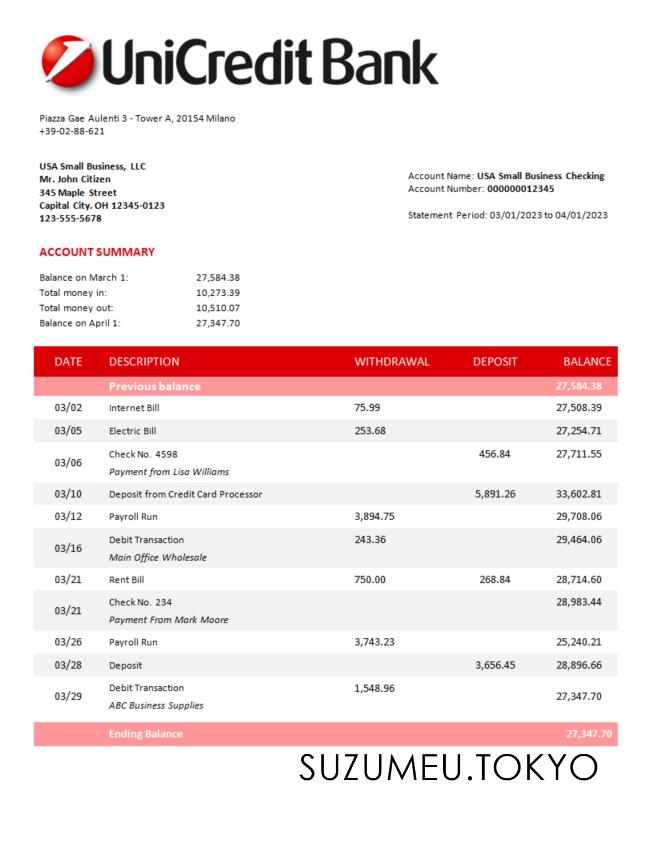 UniCredit Bank
Piazza Gae Aulenti 3 - Tower A, 20154 Milano
+39-02-88-621
USA Small Business, LLC
Mr. John Citizen
345 Maple Street
Capital City. OH 12345-0123
123-555-5678
Account Name: USA Small Business Checking
Account Number: 000000012345
Statement Period: 03/01/2023 to 04/01/2023
ACCOUNT SUMMARY
Balance on March 1: 27,584.38
Total money in: 10,273.39
Total money out: 10,510.07
Balance on April 1: 27,347.70
DATE DESCRIPTION WITHDRAWAL DEPOSIT BALANCE
Previous balance 27,584.38
03/02 Internet Bill 75.99 27,508.39
03/05 Electric Bill 253.68 27,254.71
03/06 Check No. 4598 456.84 27,711.55
Payment from Lisa Williams
03/10 Deposit from Credit Card Processor 5,891.26 33,602.81
03/12 Payroll Run 3,894.75 29,708.06
03/16 Debit Transaction 243.36 29,464.06
Main Office Wholesale
03/21 Rent Bill 750.00 268.84 28,714.60
03/21 Check No. 234 28,983.44
Payment From Mark Moore
03/26 Payroll Run 3,743.23 25,240.21
03/28 Deposit 3,656.45 28,896.66
03/29 Debit Transaction 1,548.96 27,347.70
ABC Business Supplies
Ending Balance 27,347.70
SUZUMEU.TOKYO